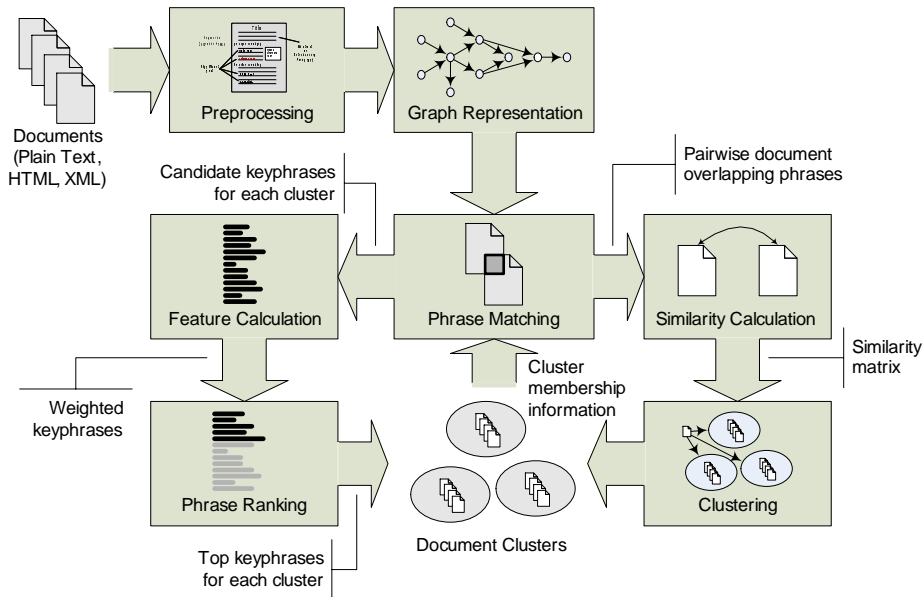 Title
Preprocessing
Graph Representation
Documents
(Plain Text,
HTML, XML)
Candidate keyphrases
for each cluster
Pairwise document
overlapping phrases
Feature Calculation
Phrase Matching
Similarity Calculation
Weighted
keyphrases
Cluster
membership
information
Similarity
matrix
Phrase Ranking
Document Clusters
Clustering
Top keyphrases
for each cluster